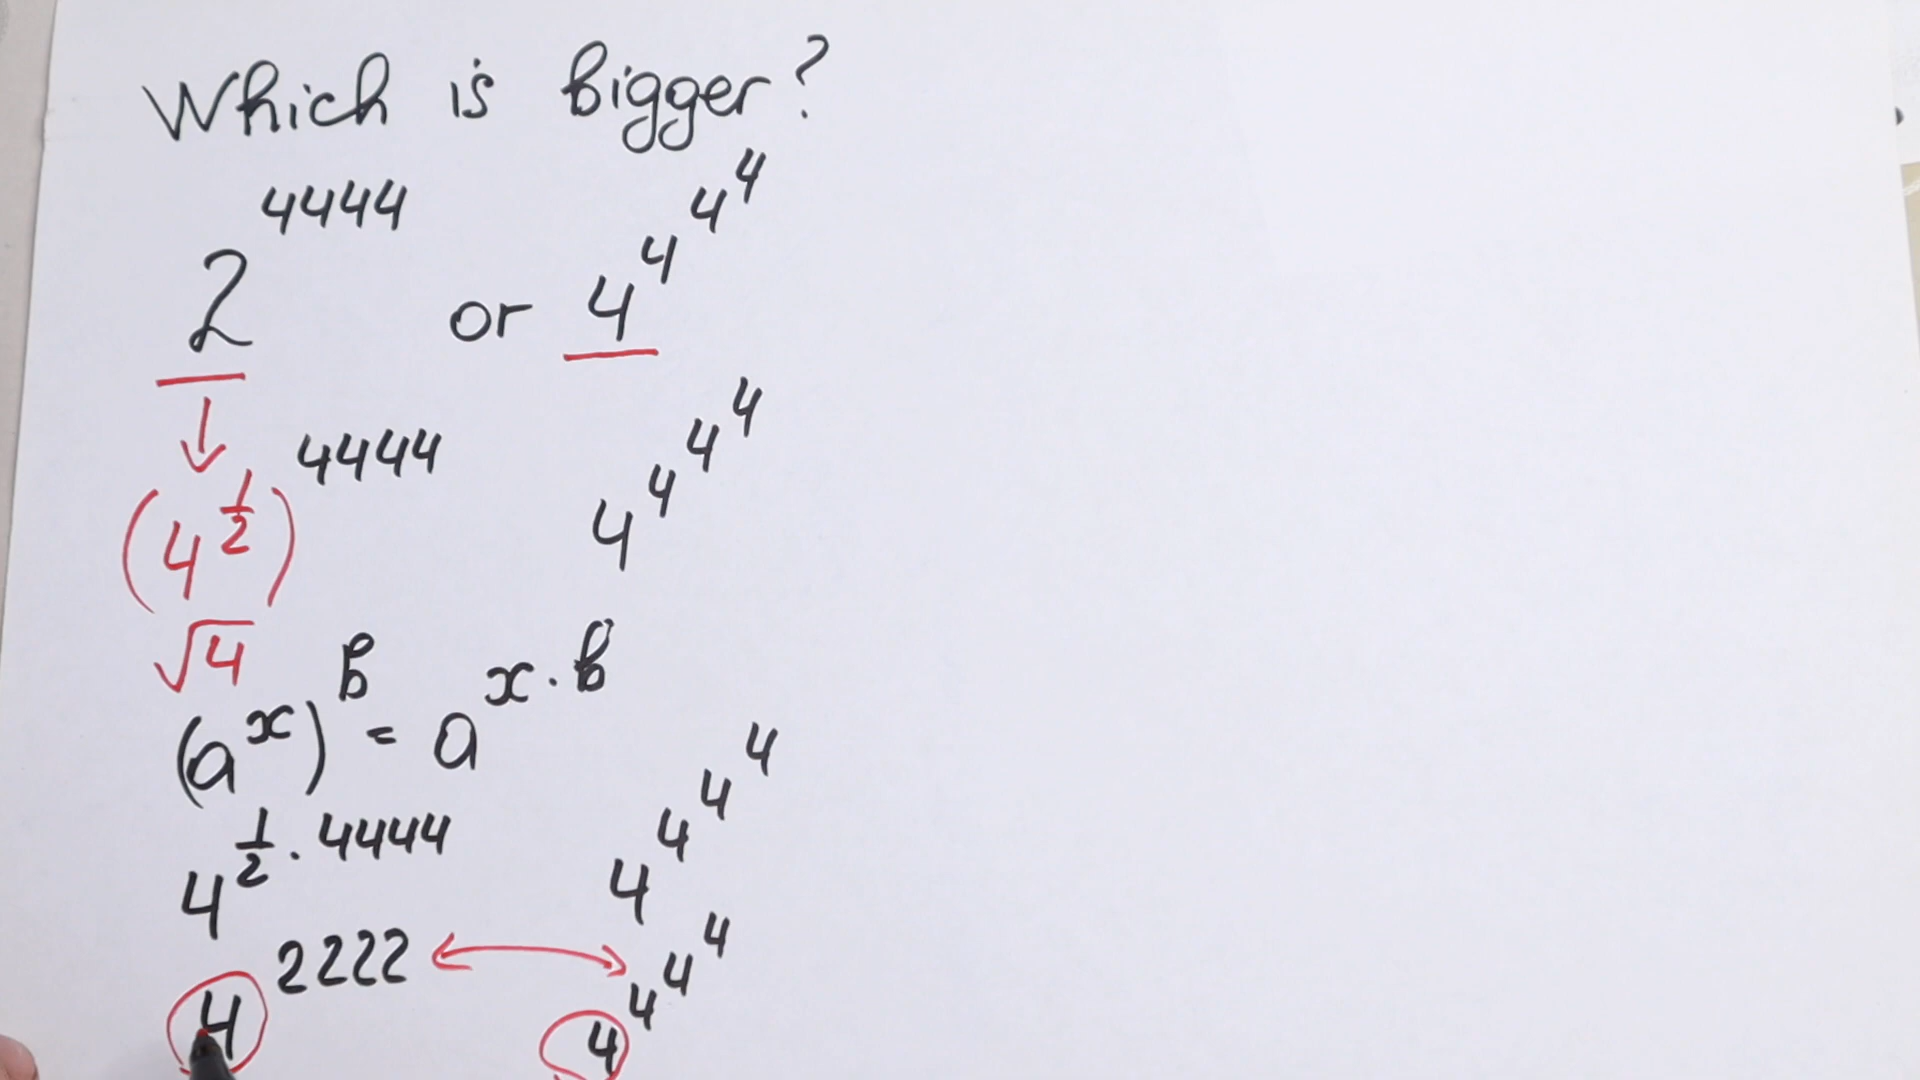 Which is bigger?
2^4444 or 4^4^4^4
(4^1/2)^4444 4^4^4^4
√4
(a^x)^b = a^x·b
4^1/2·4444 4^4^4^4
4^2222 ↔ 4^4^4^4